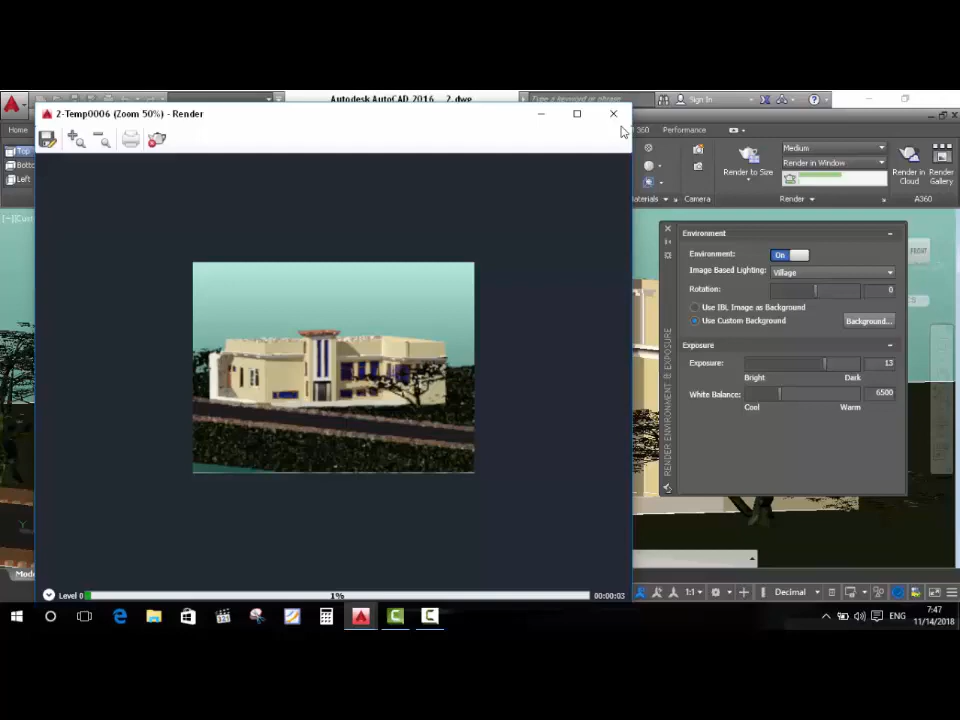 Autodesk AutoCAD 2016 2.dwg
Type a keyword or phrase
Sign In
2-Temp0006 (Zoom 50%) - Render
Home
360
Performance
Top
Left
Medium
Render in Window
Render to Size
Render in Cloud
Render Gallery
Materials
Camera
Render
A360
Environment
FRONT
Environment:
On
Image Based Lighting:
Village
Rotation:
0
Use IBL Image as Background
Use Custom Background
Background...
Exposure
Exposure:
13
Bright
Dark
White Balance:
6500
Cool
Warm
RENDER ENVIRONMENT & EXPOSURE
Y
Level 0
1%
00:00:03
1:1
Decimal
ENG
7:47
11/14/2018